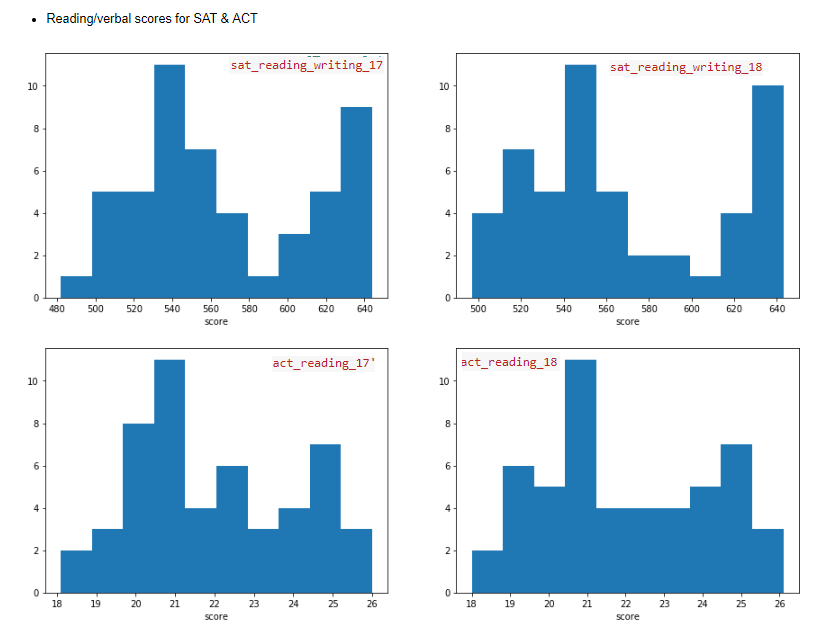 • Reading/verbal scores for SAT & ACT
sat_reading_writing_17
10
8
6
4
2
0
480 500 520 540 560 580 600 620 640
score
sat_reading_writing_18
10
8
6
4
2
0
500 520 540 560 580 600 620 640
score
act_reading_17'
10
8
6
4
2
0
18 19 20 21 22 23 24 25 26
score
act_reading_18
10
8
6
4
2
0
18 19 20 21 22 23 24 25 26
score